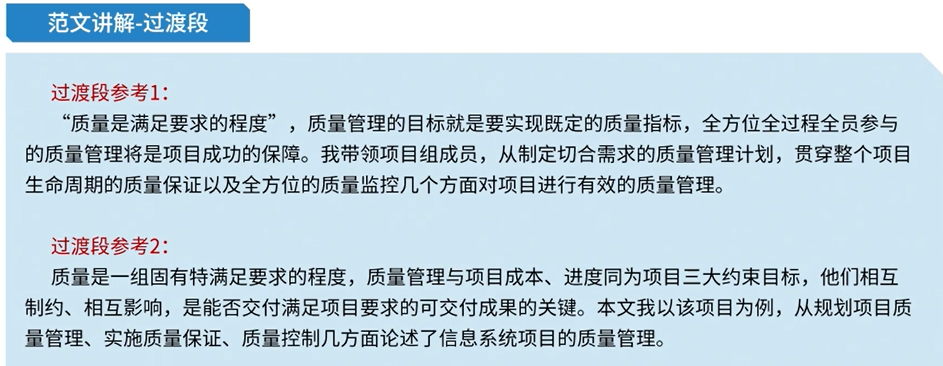 范文讲解-过渡段
过渡段参考1：
“质量是满足要求的程度”，质量管理的目标就是要实现既定的质量指标，全方位全过程全员参与
的质量管理将是项目成功的保障。我带领项目组成员，从制定切合需求的质量管理计划，贯穿整个项目
生命周期的质量保证以及全方位的质量监控几个方面对项目进行有效的质量管理。
过渡段参考2：
质量是一组固有特满足要求的程度，质量管理与项目成本、进度同为项目三大约束目标，他们相互
制约、相互影响，是能否交付满足项目要求的可交付成果的关键。本文我以该项目为例，从规划项目质
量管理、实施质量保证、质量控制几方面论述了信息系统项目的质量管理。